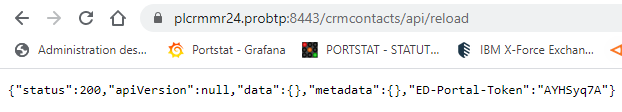 plcrmmr24.probtp:8443/crmcontacts/api/reload
Administration des... Portstat - Grafana PORTSTAT - STATUT... IBM X-Force Exchan...
{"status":200,"apiVersion":null,"data":{},"metadata":{},"ED-Portal-Token":"AYHSyq7A"}